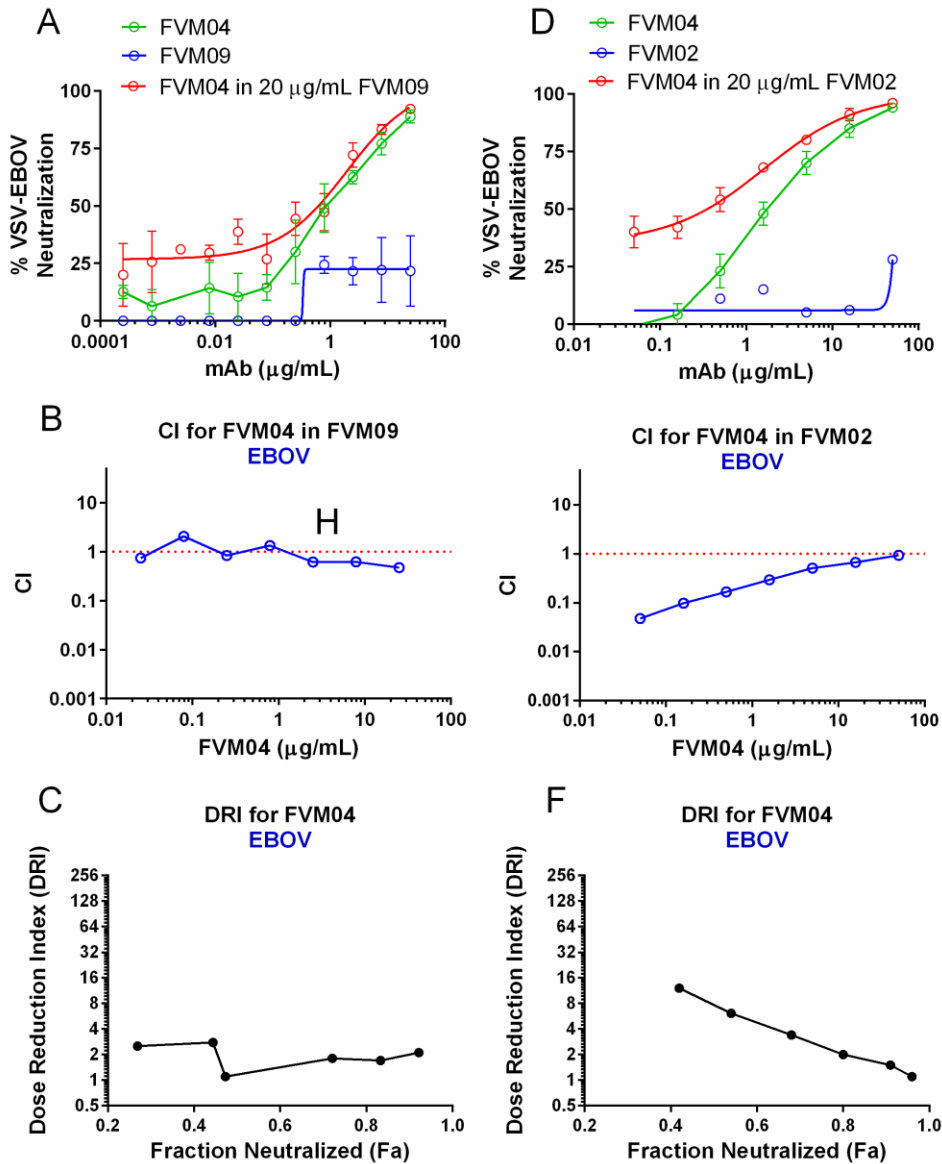 A
FVM04
FVM09
FVM04 in 20 μg/mL FVM09
% VSV-EBOV
Neutralization
100
75
50
25
0
0.0001
0.01
1
100
mAb (μg/mL)
D
FVM04
FVM02
FVM04 in 20 μg/mL FVM02
% VSV-EBOV
Neutralization
100
75
50
25
0
0.01
0.1
1
10
100
mAb (μg/mL)
B
CI for FVM04 in FVM09
EBOV
H
CI
10
1
0.1
0.01
0.001
0.01
0.1
1
10
100
FVM04 (μg/mL)
CI for FVM04 in FVM02
EBOV
CI
10
1
0.1
0.01
0.001
0.01
0.1
1
10
100
FVM04 (μg/mL)
C
DRI for FVM04
EBOV
Dose Reduction Index (DRI)
256
128
64
32
16
8
4
2
1
0.5
0.2
0.4
0.6
0.8
1.0
Fraction Neutralized (Fa)
F
DRI for FVM04
EBOV
Dose Reduction Index (DRI)
256
128
64
32
16
8
4
2
1
0.5
0.2
0.4
0.6
0.8
1.0
Fraction Neutralized (Fa)